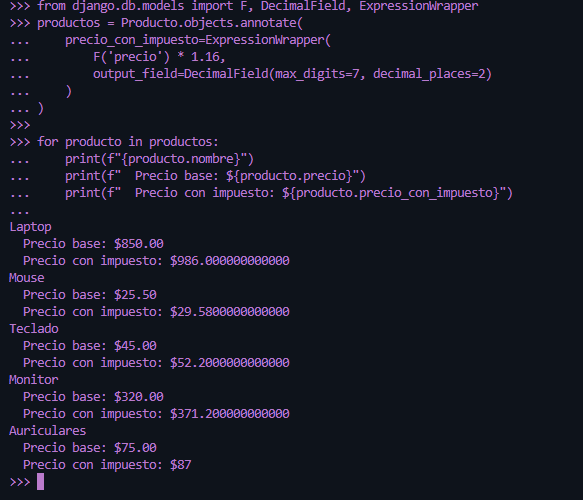 >>> from django.db.models import F, DecimalField, ExpressionWrapper
>>> productos = Producto.objects.annotate(
...     precio_con_impuesto=ExpressionWrapper(
...         F('precio') * 1.16,
...         output_field=DecimalField(max_digits=7, decimal_places=2)
...     )
... )
>>>
>>> for producto in productos:
...     print(f"{producto.nombre}")
...     print(f"  Precio base: ${producto.precio}")
...     print(f"  Precio con impuesto: ${producto.precio_con_impuesto}")
...
Laptop
  Precio base: $850.00
  Precio con impuesto: $986.000000000000
Mouse
  Precio base: $25.50
  Precio con impuesto: $29.5800000000000
Teclado
  Precio base: $45.00
  Precio con impuesto: $52.2000000000000
Monitor
  Precio base: $320.00
  Precio con impuesto: $371.200000000000
Auriculares
  Precio base: $75.00
  Precio con impuesto: $87
>>>